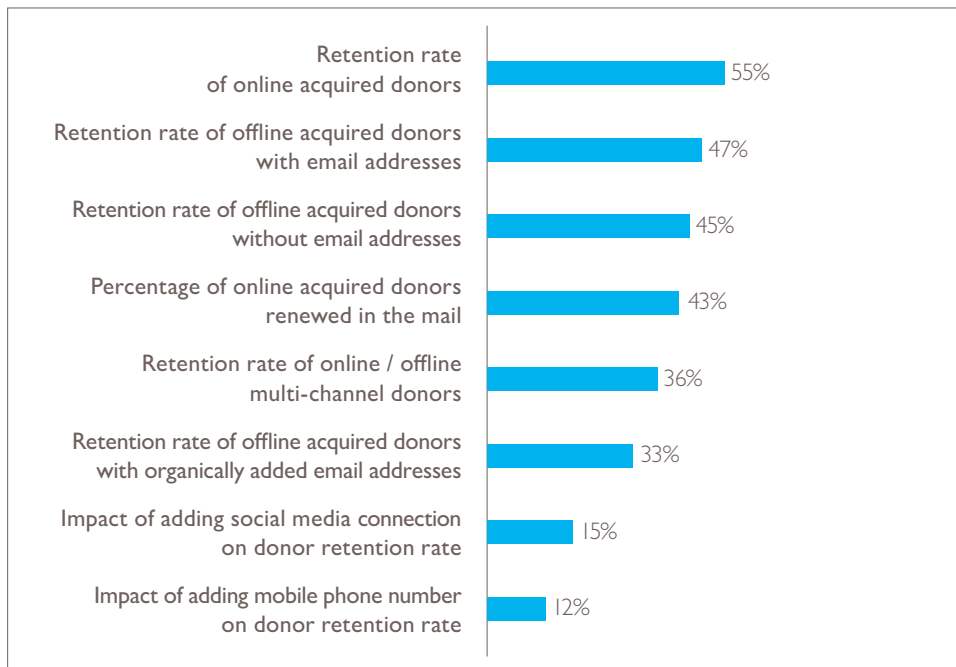 Retention rate
of online acquired donors
55%
Retention rate of offline acquired donors
with email addresses
47%
Retention rate of offline acquired donors
without email addresses
45%
Percentage of online acquired donors
renewed in the mail
43%
Retention rate of online / offline
multi-channel donors
36%
Retention rate of offline acquired donors
with organically added email addresses
33%
Impact of adding social media connection
on donor retention rate
15%
Impact of adding mobile phone number
on donor retention rate
12%